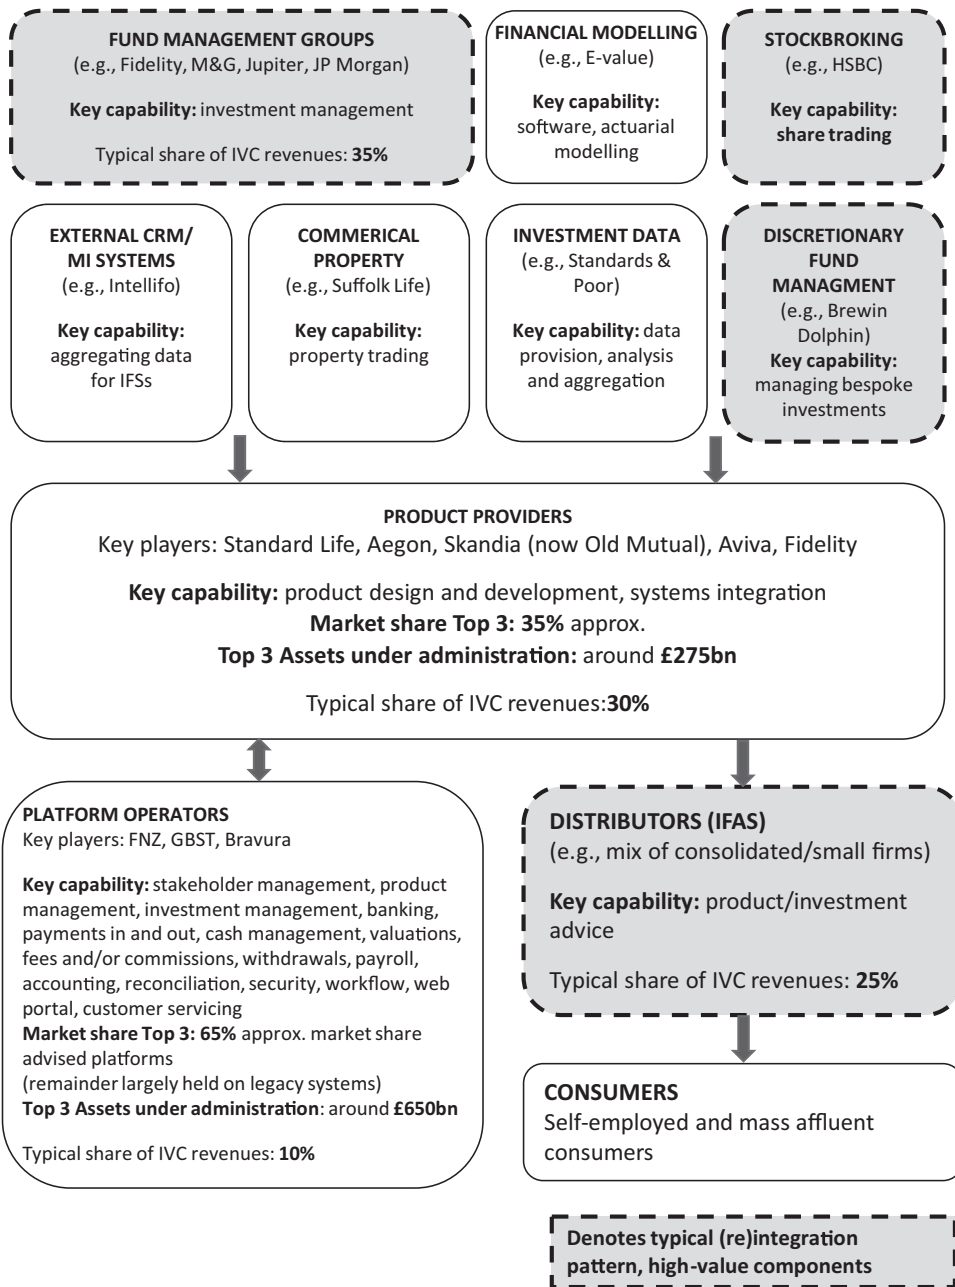 FUND MANAGEMENT GROUPS
(e.g., Fidelity, M&G, Jupiter, JP Morgan)
Key capability: investment management
Typical share of IVC revenues: 35%
FINANCIAL MODELLING
(e.g., E-value)
Key capability:
software, actuarial
modelling
STOCKBROKING
(e.g., HSBC)
Key capability:
share trading
EXTERNAL CRM/
MI SYSTEMS
(e.g., Intellifo)
Key capability:
aggregating data
for IFSs
COMMERICAL
PROPERTY
(e.g., Suffolk Life)
Key capability:
property trading
INVESTMENT DATA
(e.g., Standards &
Poor)
Key capability: data
provision, analysis
and aggregation
DISCRETIONARY
FUND
MANAGMENT
(e.g., Brewin
Dolphin)
Key capability:
managing bespoke
investments
PRODUCT PROVIDERS
Key players: Standard Life, Aegon, Skandia (now Old Mutual), Aviva, Fidelity
Key capability: product design and development, systems integration
Market share Top 3: 35% approx.
Top 3 Assets under administration: around £275bn
Typical share of IVC revenues:30%
PLATFORM OPERATORS
Key players: FNZ, GBST, Bravura
Key capability: stakeholder management, product
management, investment management, banking,
payments in and out, cash management, valuations,
fees and/or commissions, withdrawals, payroll,
accounting, reconciliation, security, workflow, web
portal, customer servicing
Market share Top 3: 65% approx. market share
advised platforms
(remainder largely held on legacy systems)
Top 3 Assets under administration: around £650bn
Typical share of IVC revenues: 10%
DISTRIBUTORS (IFAS)
(e.g., mix of consolidated/small firms)
Key capability: product/investment
advice
Typical share of IVC revenues: 25%
CONSUMERS
Self-employed and mass affluent
consumers
Denotes typical (re)integration
pattern, high-value components